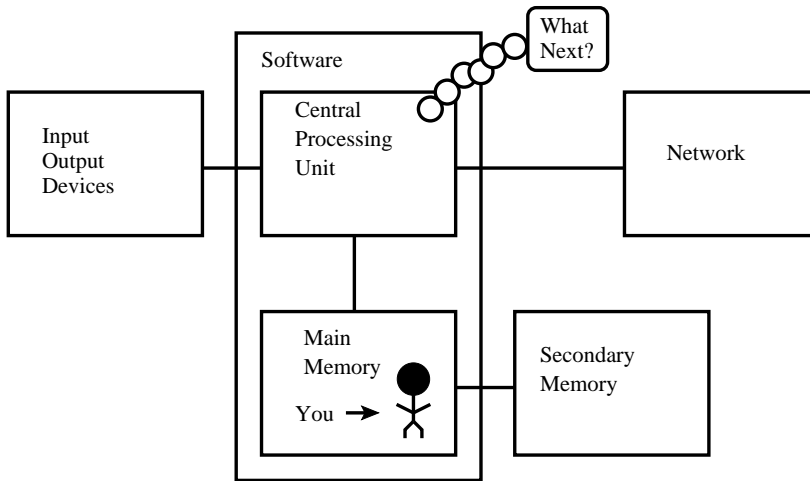 What
Next?
Software
Input
Output
Devices
Central
Processing
Unit
Network
Main
Memory
You
Secondary
Memory